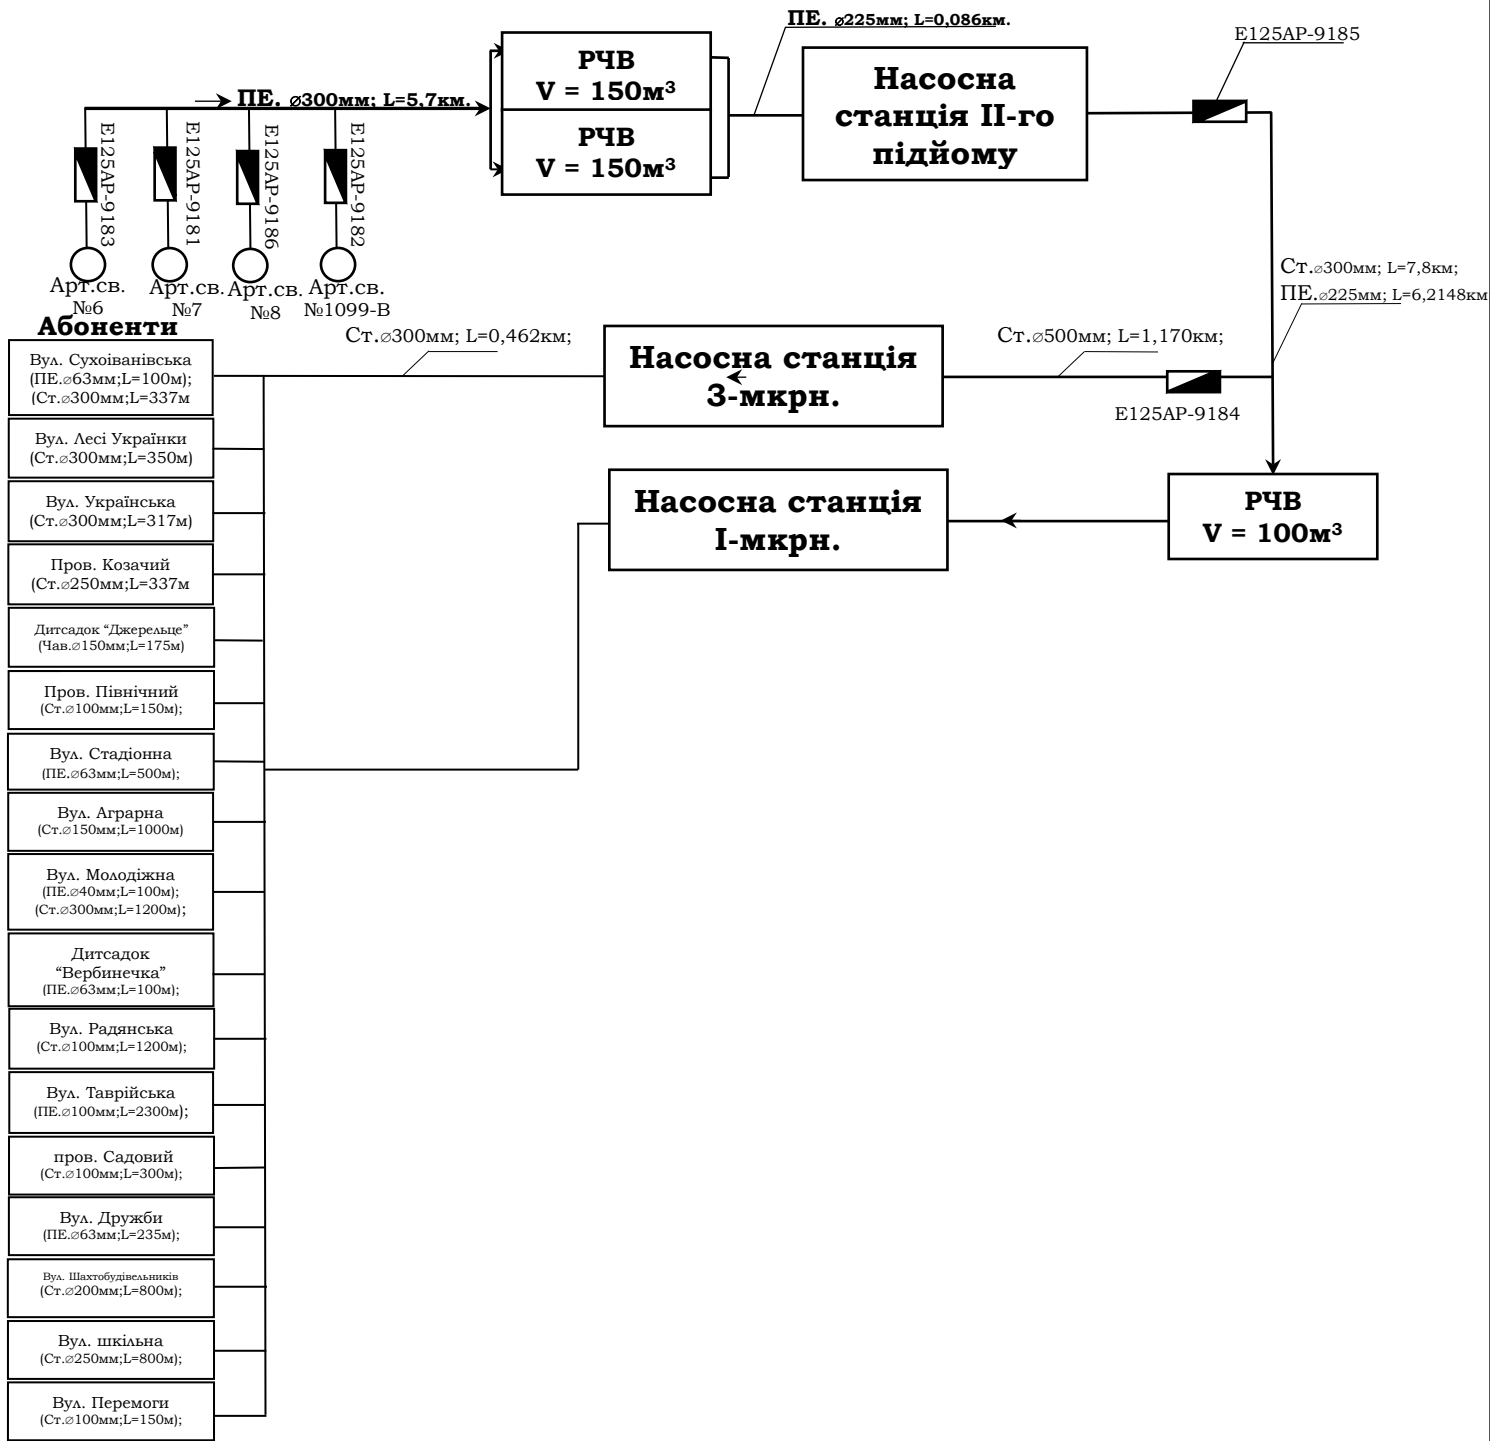 ПЕ. ⌀225мм; L=0,086км.
Е125АР-9185
РЧВ
V = 150м³
РЧВ
V = 150м³
Насосна
станція ІІ-го
підйому
ПЕ. ⌀300мм; L=5,7км.
Е125АР-9183
Е125АР-9181
Е125АР-9186
Е125АР-9182
Арт.св.
№6
Арт.св.
№7
Арт.св.
№8
Арт.св.
№1099-В
Ст.⌀300мм; L=7,8км;
ПЕ.⌀225мм; L=6,2148км
Ст.⌀300мм; L=0,462км;
Насосна станція
3-мкрн.
Ст.⌀500мм; L=1,170км;
Е125АР-9184
Насосна станція
І-мкрн.
РЧВ
V = 100м³
Абоненти
Вул. Сухоіванівська
(ПЕ.⌀63мм;L=100м);
(Ст.⌀300мм;L=337м
Вул. Лесі Українки
(Ст.⌀300мм;L=350м)
Вул. Українська
(Ст.⌀300мм;L=317м)
Пров. Козачий
(Ст.⌀250мм;L=337м
Дитсадок “Джерельце”
(Чав.⌀150мм;L=175м)
Пров. Північний
(Ст.⌀100мм;L=150м);
Вул. Стадіонна
(ПЕ.⌀63мм;L=500м);
Вул. Аграрна
(Ст.⌀150мм;L=1000м)
Вул. Молодіжна
(ПЕ.⌀40мм;L=100м);
(Ст.⌀300мм;L=1200м);
Дитсадок
“Вербинечка”
(ПЕ.⌀63мм;L=100м);
Вул. Радянська
(Ст.⌀100мм;L=1200м);
Вул. Таврійська
(ПЕ.⌀100мм;L=2300м);
пров. Садовий
(Ст.⌀100мм;L=300м);
Вул. Дружби
(ПЕ.⌀63мм;L=235м);
Вул. Шахтобудівельників
(Ст.⌀200мм;L=800м);
Вул. шкільна
(Ст.⌀250мм;L=800м);
Вул. Перемоги
(Ст.⌀100мм;L=150м);